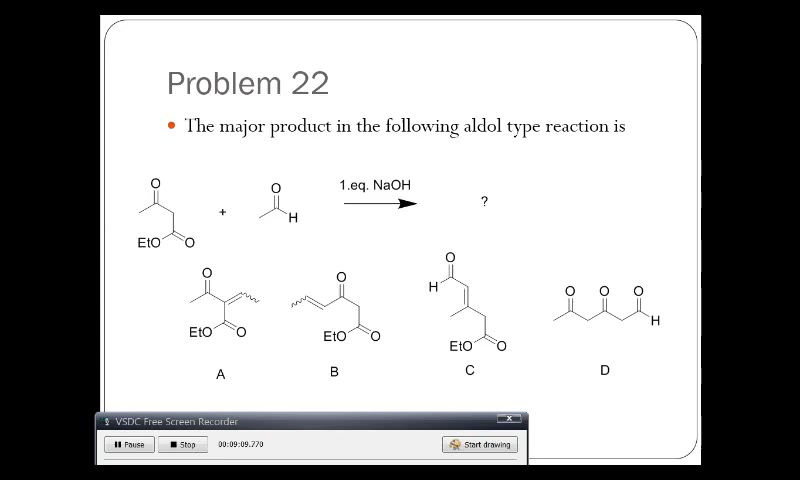 Problem 22
The major product in the following aldol type reaction is
O
O
1.eq. NaOH
+
H
?
EtO
O
O
O
H
O
O
O
O
EtO
O
EtO
O
EtO
O
H
A
B
C
D
VSDC Free Screen Recorder
Pause
Stop
00:09:09.770
Start drawing